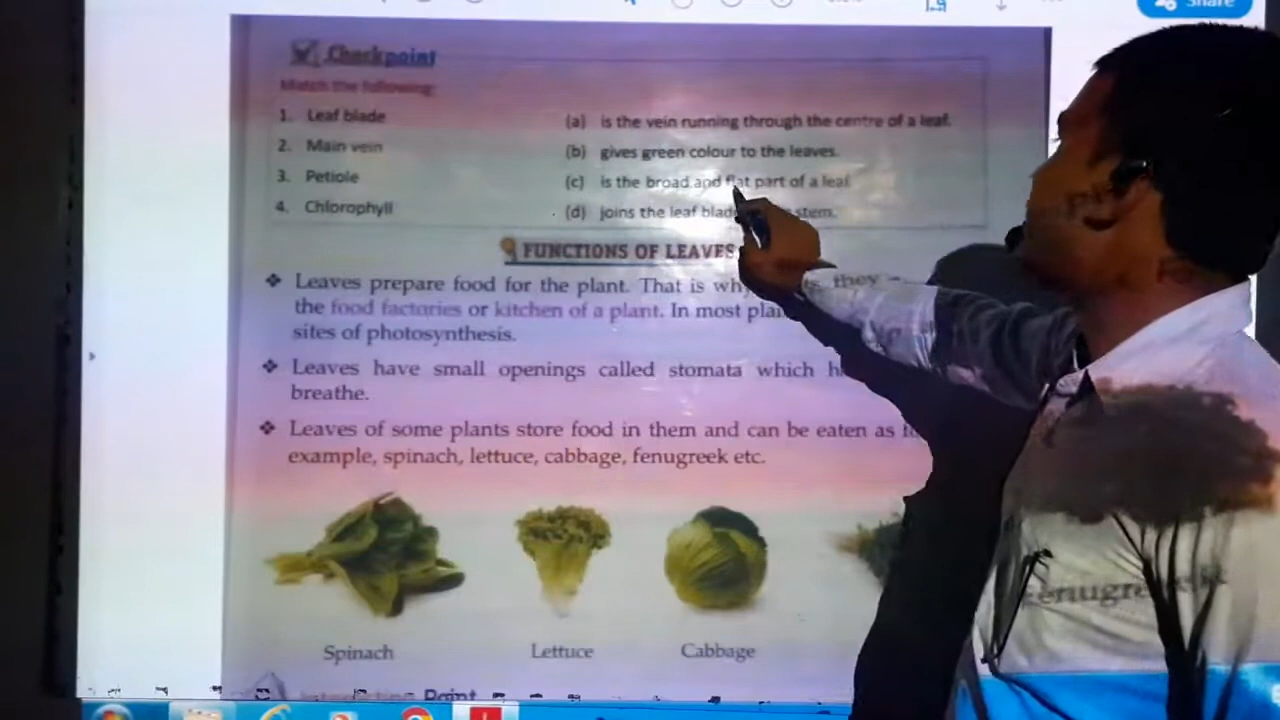 Share
Checkpoint
Match the following:
1. Leaf blade (a) is the vein running through the centre of a leaf.
2. Main vein (b) gives green colour to the leaves.
3. Petiole (c) is the broad and flat part of a leaf
4. Chlorophyll (d) joins the leaf stem.
FUNCTIONS OF LEAVES
❖ Leaves prepare food for the plant. That is they
the food factories or kitchen of a plant. In most
sites of photosynthesis.
❖ Leaves have small openings called stomata which
breathe.
❖ Leaves of some plants store food in them and can be eaten as
example, spinach, lettuce, cabbage, fenugreek etc.
Spinach Lettuce Cabbage
Point